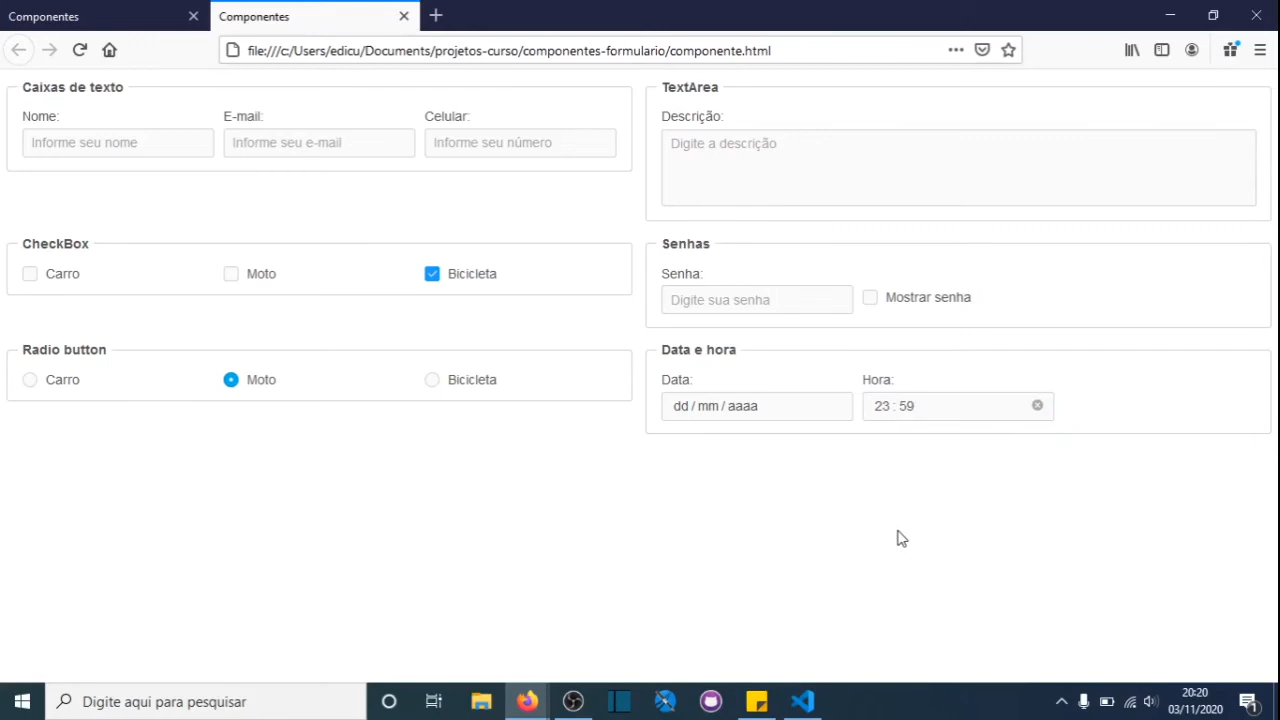 Componentes
Componentes
file:///c:/Users/edicu/Documents/projetos-curso/componentes-formulario/componente.html
Caixas de texto
Nome: E-mail: Celular:
Informe seu nome Informe seu e-mail Informe seu número
TextArea
Descrição:
Digite a descrição
CheckBox
Carro Moto Bicicleta
Senhas
Senha:
Digite sua senha Mostrar senha
Radio button
Carro Moto Bicicleta
Data e hora
Data: Hora:
dd / mm / aaaa 23 : 59
Digite aqui para pesquisar
20:20
03/11/2020
1